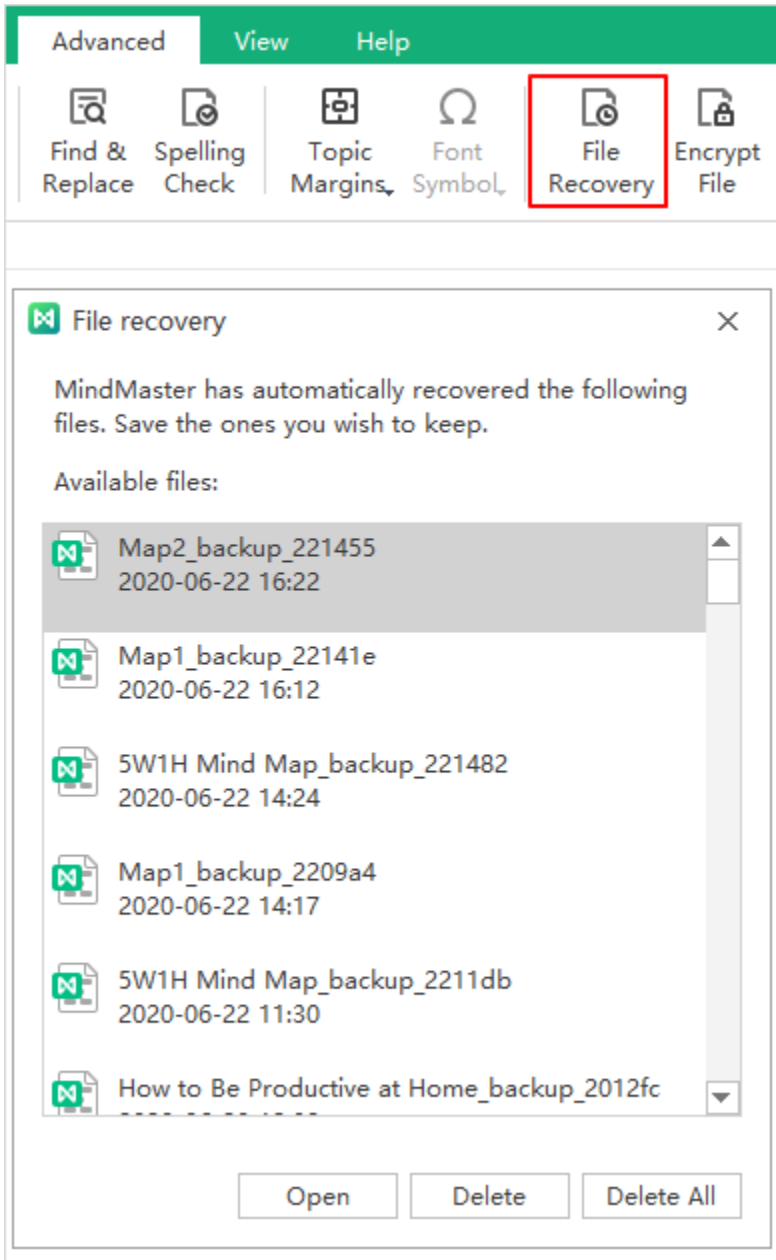 Advanced View Help
Find & Replace
Spelling Check
Topic Margins
Font Symbol
File Recovery
Encrypt File
File recovery
MindMaster has automatically recovered the following
files. Save the ones you wish to keep.
Available files:
Map2_backup_221455
2020-06-22 16:22
Map1_backup_22141e
2020-06-22 16:12
5W1H Mind Map_backup_221482
2020-06-22 14:24
Map1_backup_2209a4
2020-06-22 14:17
5W1H Mind Map_backup_2211db
2020-06-22 11:30
How to Be Productive at Home_backup_2012fc
Open Delete Delete All